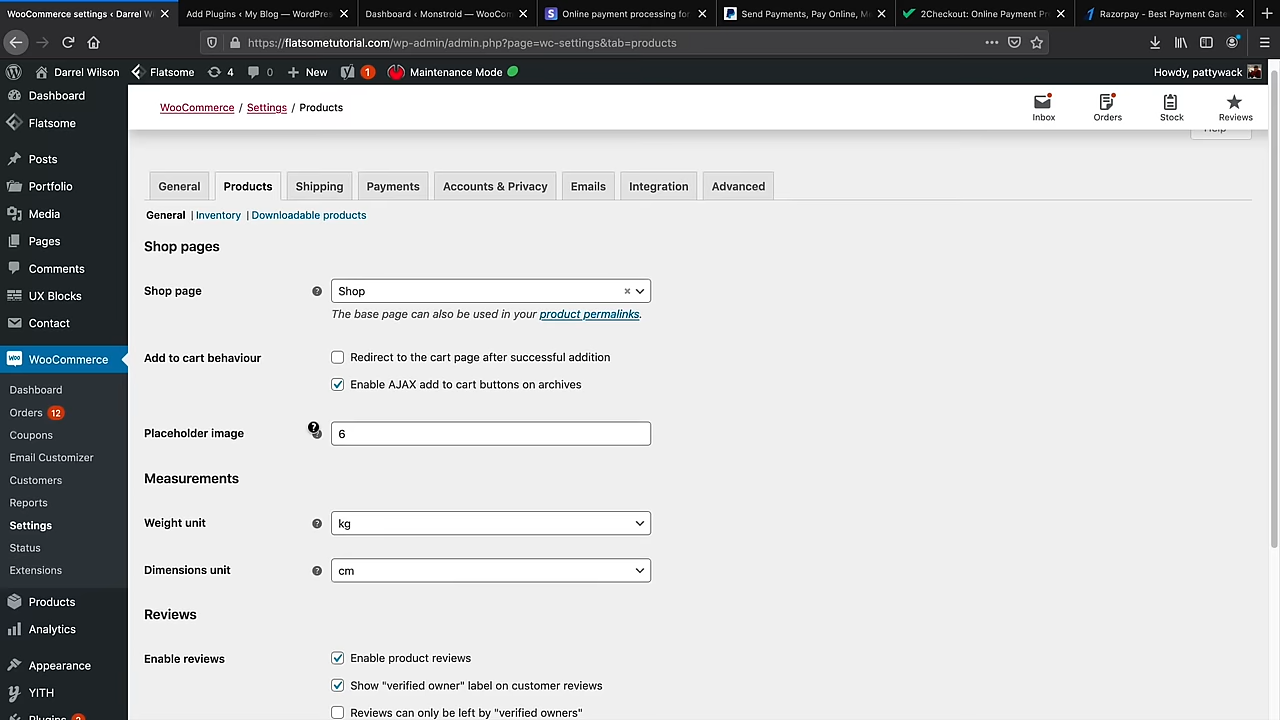 WooCommerce settings ‹ Darrel W
Add Plugins ‹ My Blog — WordPres
Dashboard ‹ Monstroid — WooCom
Online payment processing for
Send Payments, Pay Online, Me
2Checkout: Online Payment Pr
Razorpay - Best Payment Gate
https://flatsometutorial.com/wp-admin/admin.php?page=wc-settings&tab=products
Darrel Wilson
Flatsome
4
0
New
1
Maintenance Mode
Howdy, pattywack
Dashboard
Flatsome
Posts
Portfolio
Media
Pages
Comments
UX Blocks
Contact
WooCommerce
Dashboard
Orders 12
Coupons
Email Customizer
Customers
Reports
Settings
Status
Extensions
Products
Analytics
Appearance
YITH
Plugins 2
WooCommerce / Settings / Products
Inbox
Orders
Stock
Reviews
Help
General
Products
Shipping
Payments
Accounts & Privacy
Emails
Integration
Advanced
General | Inventory | Downloadable products
Shop pages
Shop page
Shop
The base page can also be used in your product permalinks.
Add to cart behaviour
Redirect to the cart page after successful addition
Enable AJAX add to cart buttons on archives
Placeholder image
6
Measurements
Weight unit
kg
Dimensions unit
cm
Reviews
Enable reviews
Enable product reviews
Show "verified owner" label on customer reviews
Reviews can only be left by "verified owners"